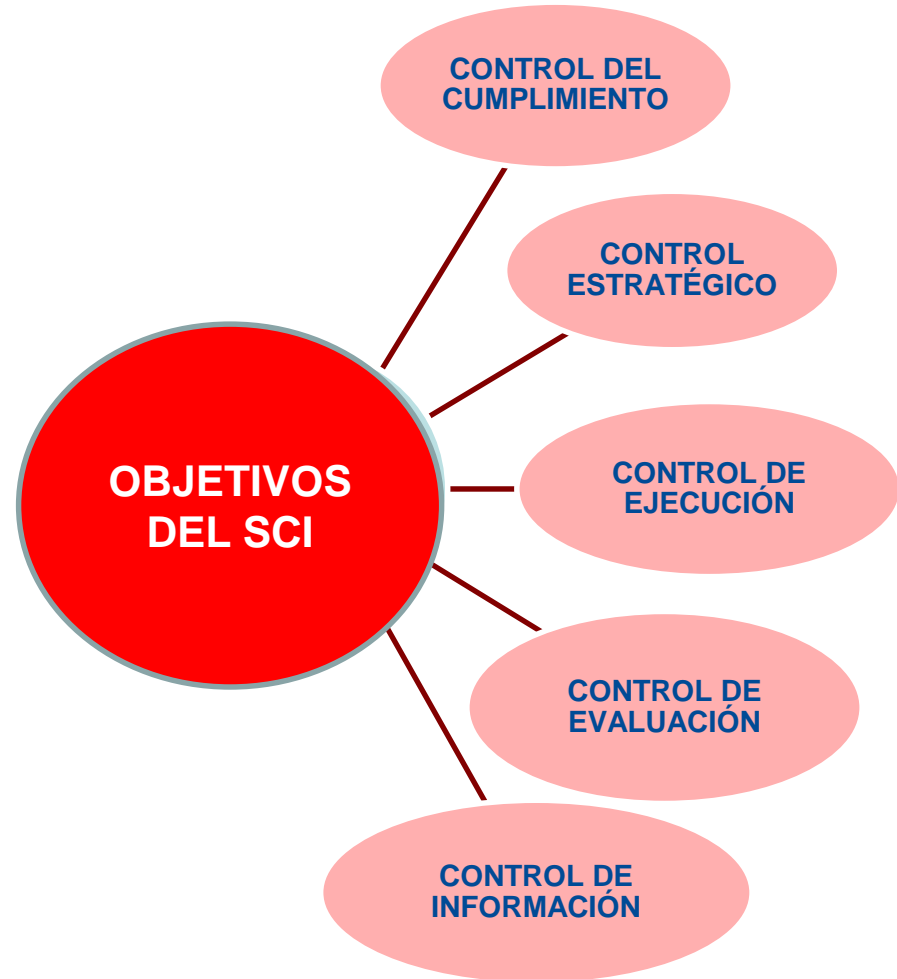 CONTROL DEL
CUMPLIMIENTO
CONTROL
ESTRATÉGICO
OBJETIVOS
DEL SCI
CONTROL DE
EJECUCIÓN
CONTROL DE
EVALUACIÓN
CONTROL DE
INFORMACIÓN